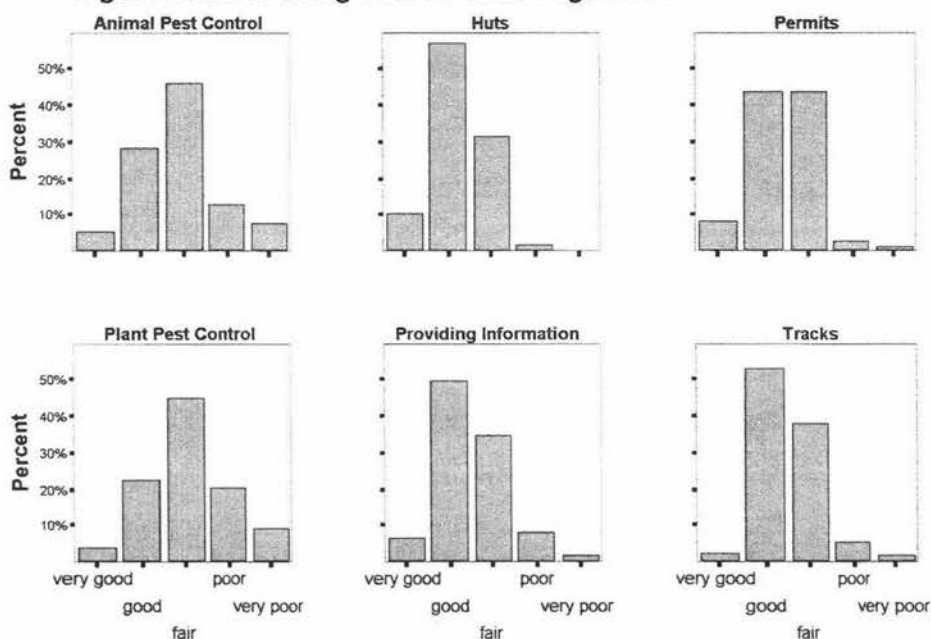 Animal Pest Control Huts Permits
50%
40%
30%
20%
10%
Percent
Plant Pest Control Providing Information Tracks
50%
40%
30%
20%
10%
Percent
very good poor very good poor very good poor
good very poor good very poor good very poor
fair fair fair